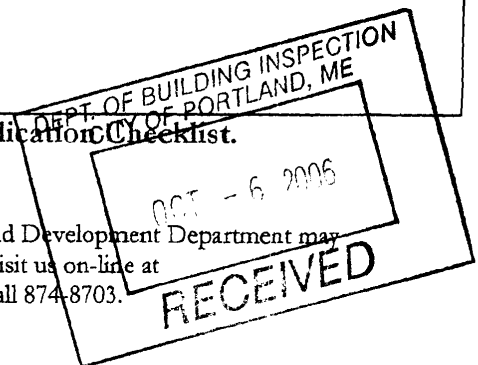 DEPT. OF BUILDING INSPECTION
CITY OF PORTLAND, ME
lication Checklist.
OCT - 6 2006
d Development Department may
isit us on-line at
all 874-8703.
RECEIVED